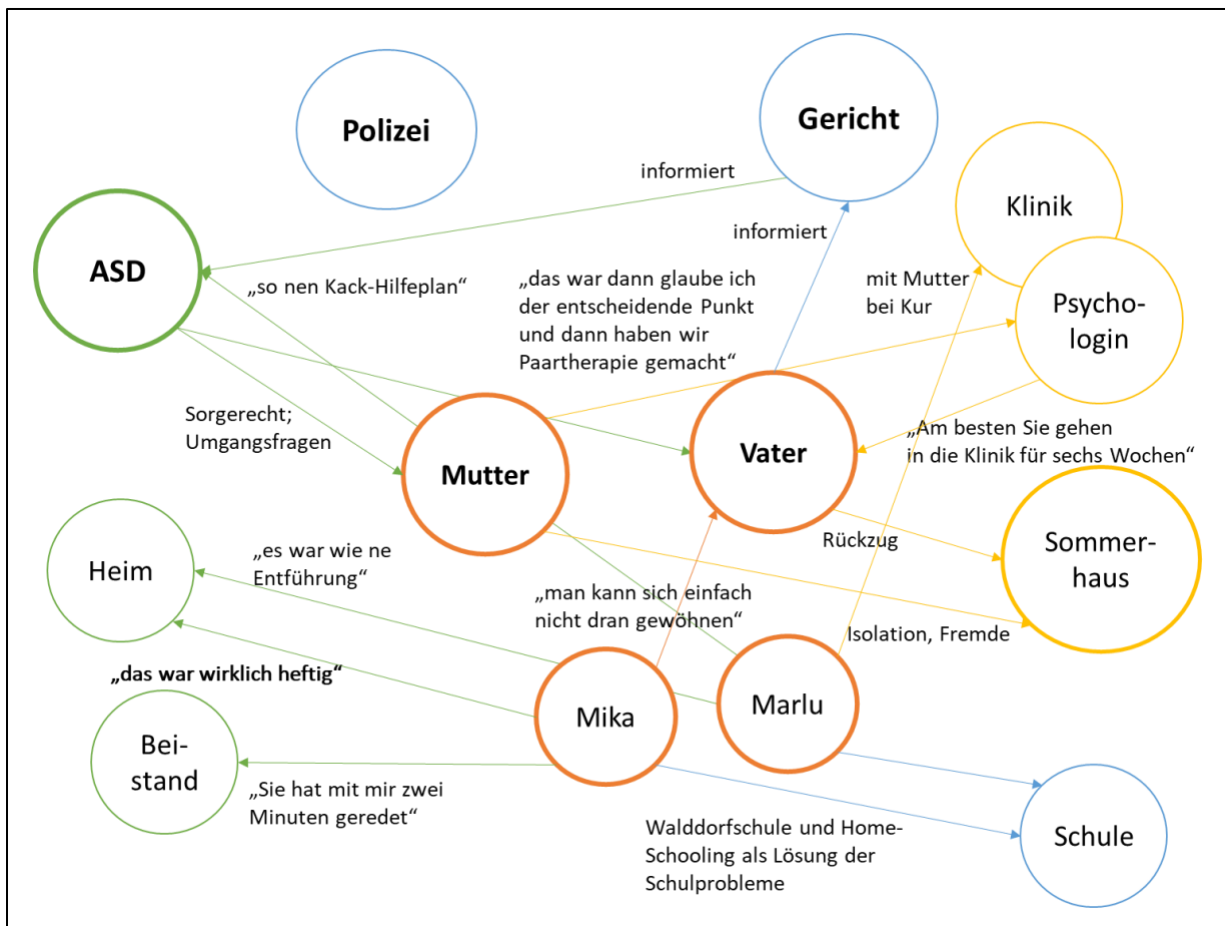 Polizei
Gericht
informiert
Klinik
ASD
informiert
„so nen Kack-Hilfeplan“
„das war dann glaube ich
der entscheidende Punkt
und dann haben wir
Paartherapie gemacht“
mit Mutter
bei Kur
Psycho-
login
Sorgerecht;
Umgangsfragen
Mutter
Vater
„Am besten Sie gehen
in die Klinik für sechs Wochen“
Heim
„es war wie ne
Entführung“
Rückzug
Sommer-
haus
„man kann sich einfach
nicht dran gewöhnen“
Isolation, Fremde
„das war wirklich heftig“
Mika
Marlu
Bei-
stand
„Sie hat mit mir zwei
Minuten geredet“
Walddorfschule und Home-
Schooling als Lösung der
Schulprobleme
Schule